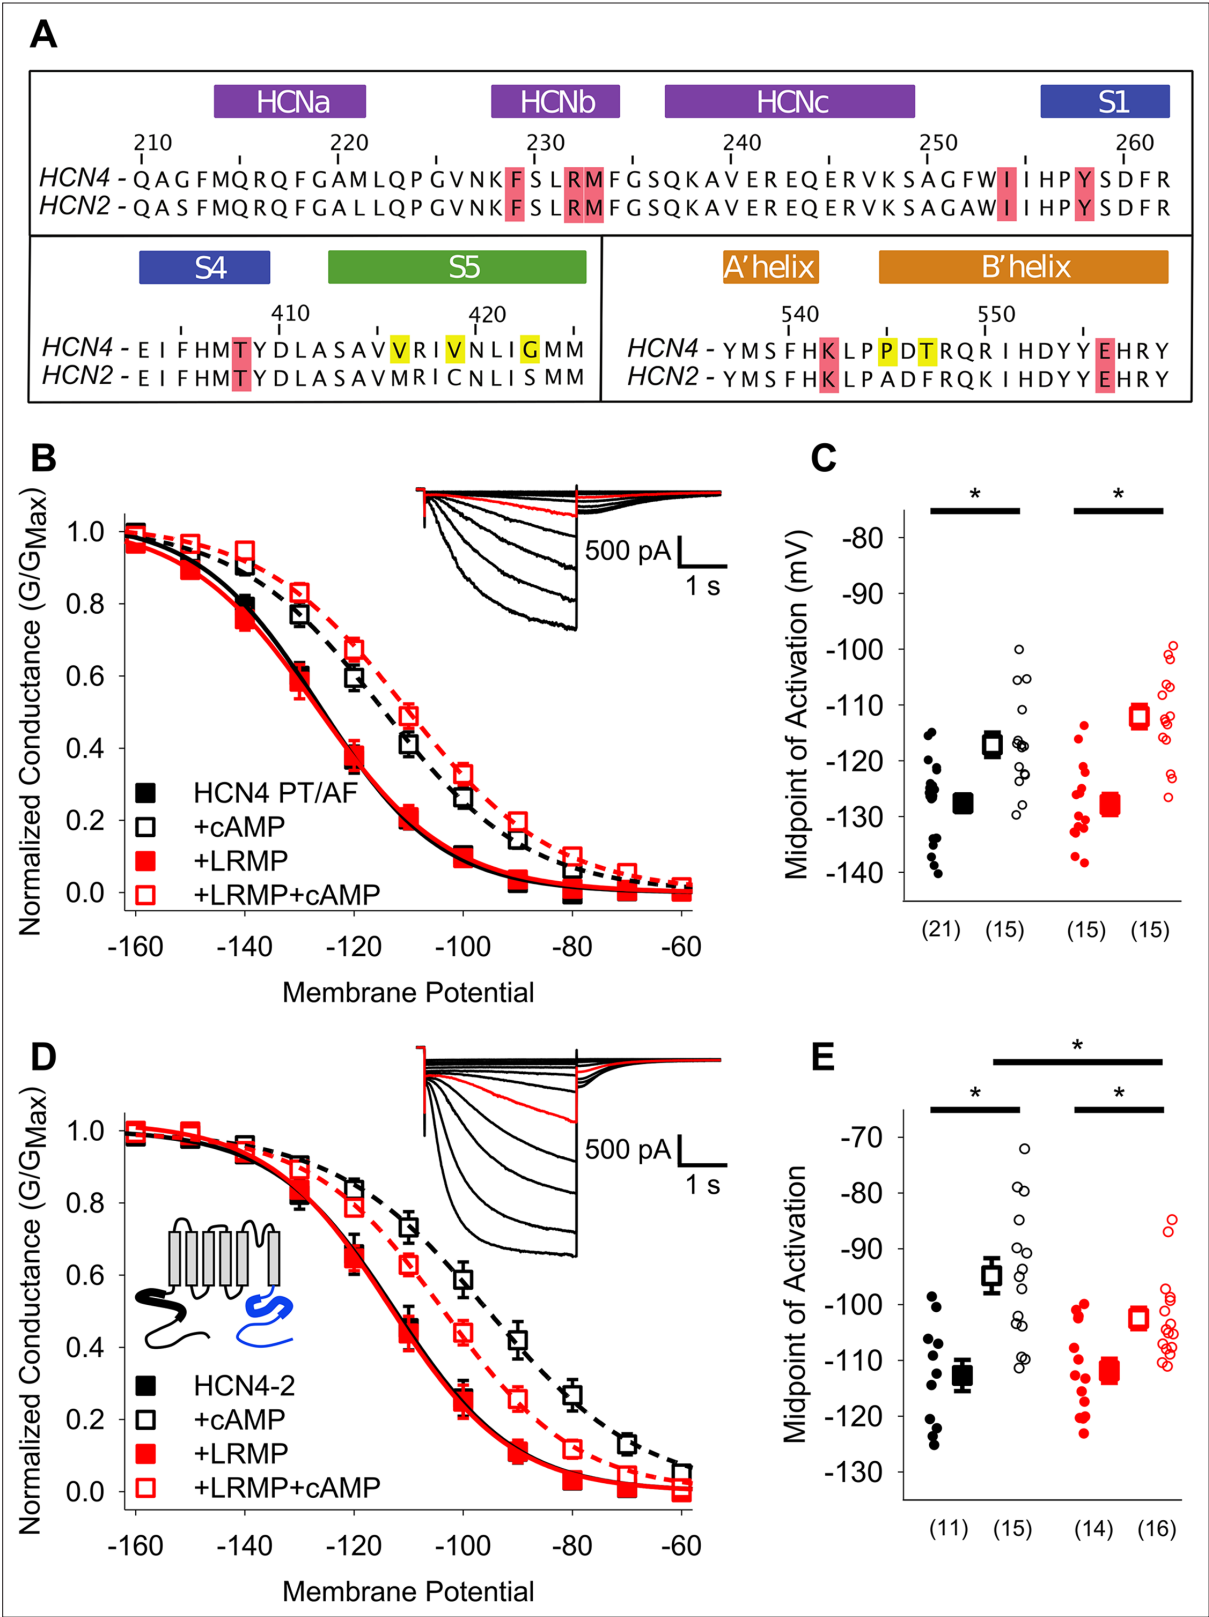 A
HCNa HCNb HCNc S1
210 220 230 240 250 260
HCN4 - QAGFMQRQFGAMLQPGVNKFSLRMFGSQKAVEREQERVKSAGFWIIHPYSDFR
HCN2 - QASFMQRQFGALLQPGVNKFSLRMFGSQKAVEREQERVKSAGAWIIHPYSDFR
S4 S5
410 420
HCN4 - EIFHMTYDLASAVVRIVNLIGMM
HCN2 - EIFHMTYDLASAVMRICNLISMM
A'helix B'helix
540 550
HCN4 - YMSFHKLPPDTRQRIHDYYEHRY
HCN2 - YMSFHKLPADFRQKIHDYYEHRY
B
Normalized Conductance (G/GMax)
1.0
0.8
0.6
0.4
0.2
0.0
500 pA
1 s
HCN4 PT/AF
+cAMP
+LRMP
+LRMP+cAMP
-160 -140 -120 -100 -80 -60
Membrane Potential
C
* *
Midpoint of Activation (mV)
-80
-90
-100
-110
-120
-130
-140
(21) (15) (15) (15)
D
Normalized Conductance (G/GMax)
1.0
0.8
0.6
0.4
0.2
0.0
500 pA
1 s
HCN4-2
+cAMP
+LRMP
+LRMP+cAMP
-160 -140 -120 -100 -80 -60
Membrane Potential
E
*
* *
Midpoint of Activation
-70
-80
-90
-100
-110
-120
-130
(11) (15) (14) (16)